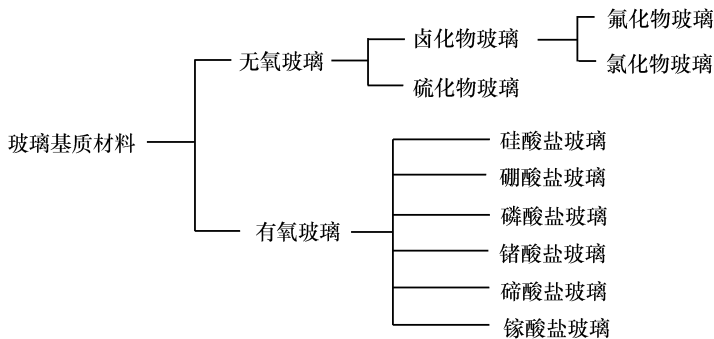 玻璃基质材料
无氧玻璃
卤化物玻璃
氟化物玻璃
氯化物玻璃
硫化物玻璃
有氧玻璃
硅酸盐玻璃
硼酸盐玻璃
磷酸盐玻璃
锗酸盐玻璃
碲酸盐玻璃
镓酸盐玻璃